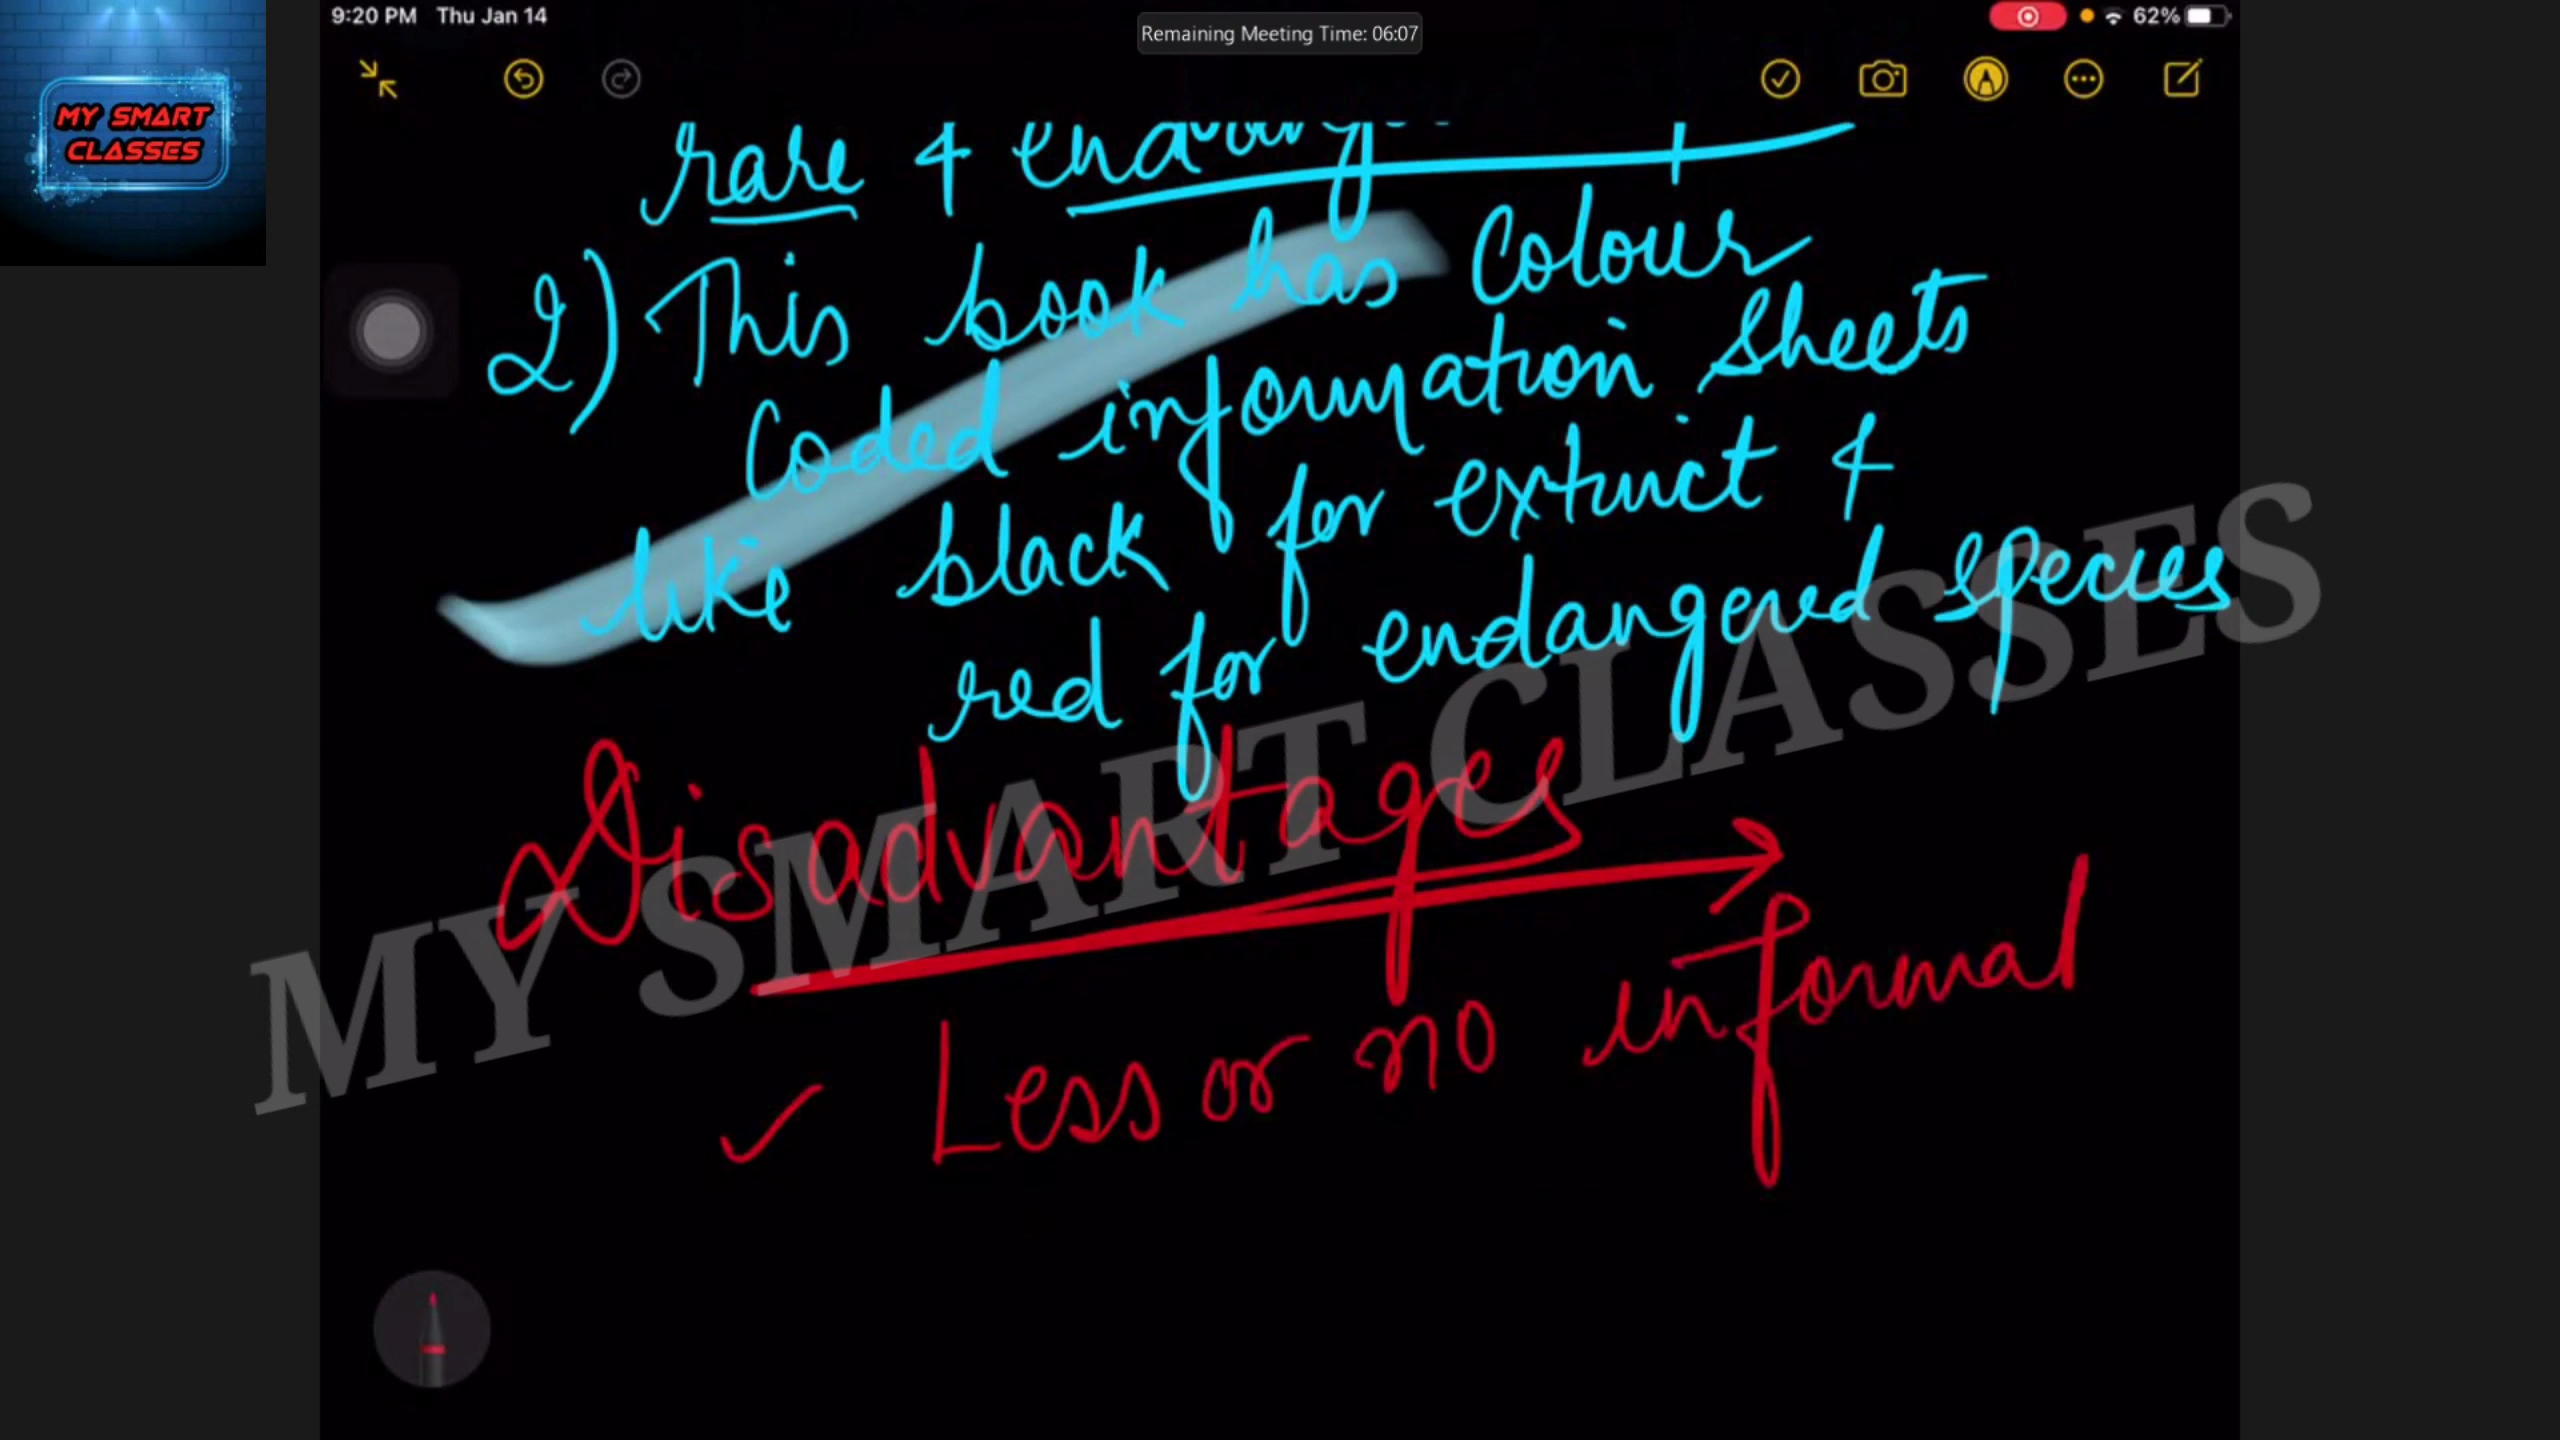 9:20 PM Thu Jan 14
Remaining Meeting Time: 06:07
62%
MY SMART
CLASSES
rare &
2) This book has Colour
Coded information Sheets
like black for extinct &
red for endangered species
Disadvantages
✓ Less or no informal
MY SMART CLASSES